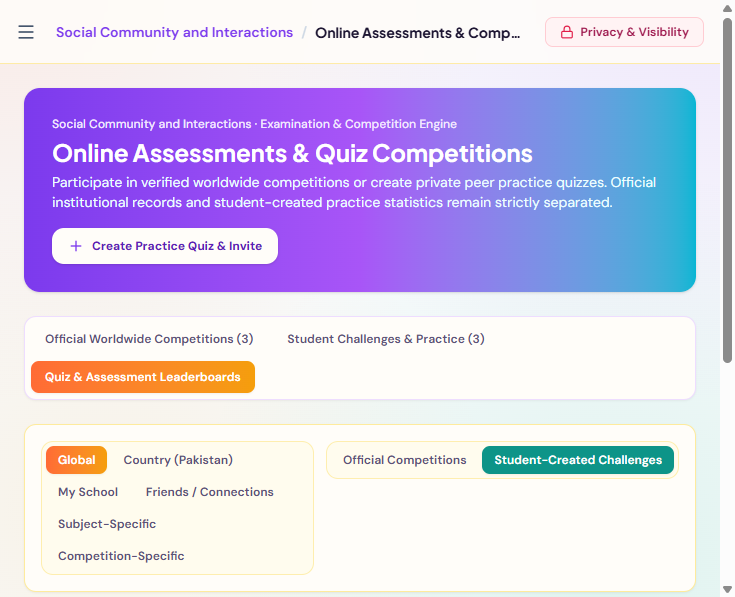 Social Community and Interactions / Online Assessments & Comp...
Privacy & Visibility
Social Community and Interactions · Examination & Competition Engine
Online Assessments & Quiz Competitions
Participate in verified worldwide competitions or create private peer practice quizzes. Official
institutional records and student-created practice statistics remain strictly separated.
+ Create Practice Quiz & Invite
Official Worldwide Competitions (3)
Student Challenges & Practice (3)
Quiz & Assessment Leaderboards
Global
Country (Pakistan)
My School
Friends / Connections
Subject-Specific
Competition-Specific
Official Competitions
Student-Created Challenges